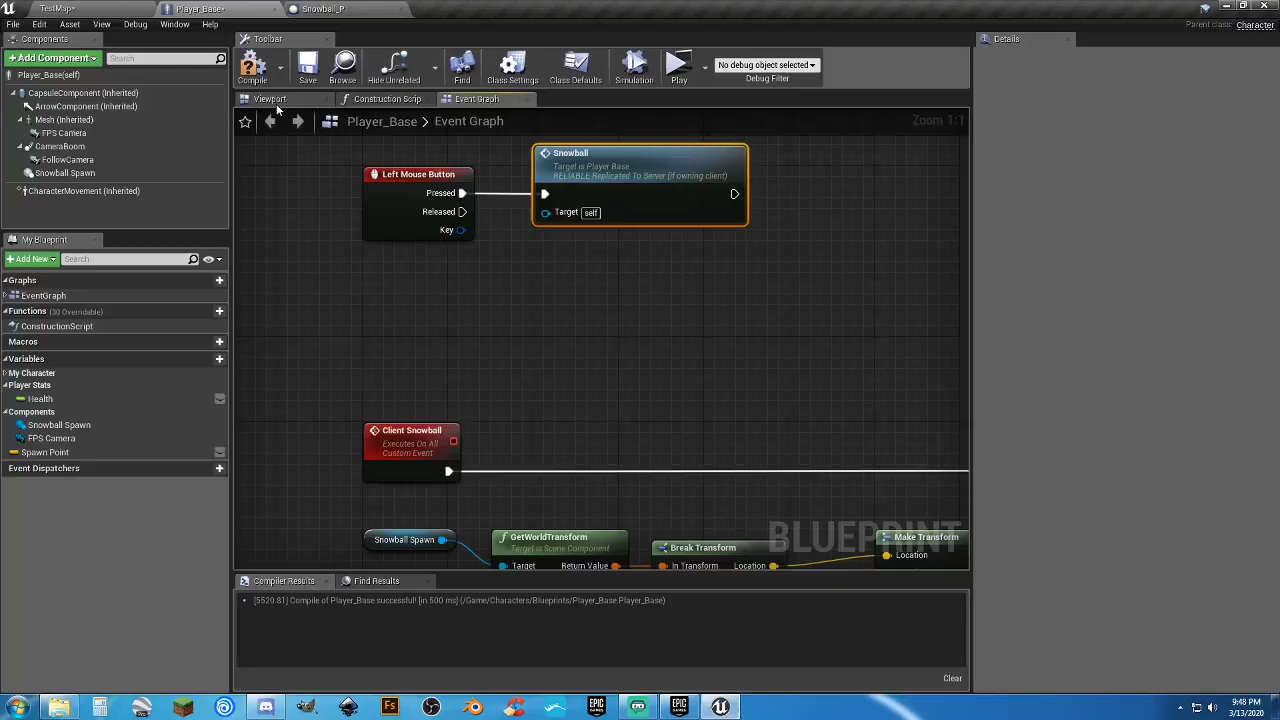 TestMap*
Player_Base*
Snowball_P
File Edit Asset View Debug Window Help
Parent class: Character
Components
Toolbar
Details
+Add Component
Search
Player_Base(self)
CapsuleComponent (Inherited)
ArrowComponent (Inherited)
Mesh (Inherited)
FPS Camera
CameraBoom
FollowCamera
Snowball Spawn
CharacterMovement (Inherited)
Compile
Save
Browse
Hide Unrelated
Find
Class Settings
Class Defaults
Simulation
Play
No debug object selected
Debug Filter
Viewport
Construction Scrip
Event Graph
Player_Base > Event Graph
Zoom 1:1
My Blueprint
+Add New
Search
Graphs
EventGraph
Functions (30 Overridable)
ConstructionScript
Macros
Variables
My Character
Player Stats
Health
Components
Snowball Spawn
FPS Camera
Spawn Point
Event Dispatchers
Left Mouse Button
Pressed
Released
Key
Snowball
Target is Player Base
RELIABLE Replicated To Server (if owning client)
Target self
Client Snowball
Executes On All
Custom Event
Snowball Spawn
GetWorldTransform
Target is Scene Component
Target Return Value
Break Transform
In Transform Location
Make Transform
Location
BLUEPRINT
Compiler Results
Find Results
[5520.81] Compile of Player_Base successful! [in 500 ms] (/Game/Characters/Blueprints/Player_Base.Player_Base)
Clear
Pro
Fs
EPIC GAMES
EPIC GAMES
9:48 PM
3/13/2020